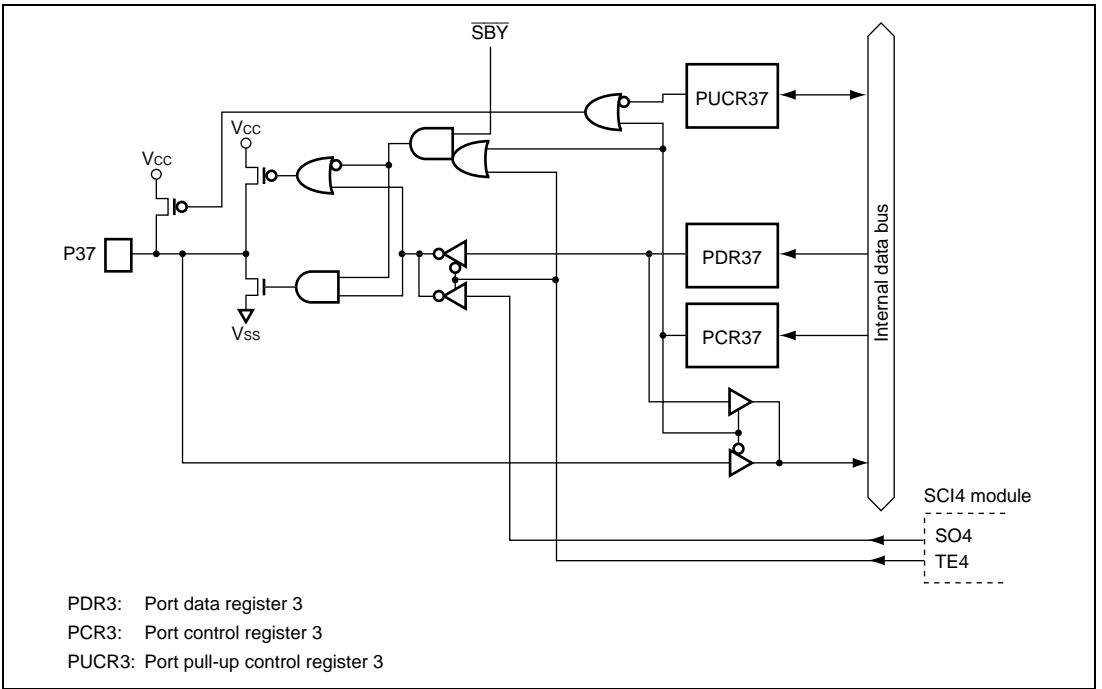 SBY
PUCR37
VCC
VCC
P37
PDR37
Internal data bus
PCR37
VSS
SCI4 module
SO4
TE4
PDR3: Port data register 3
PCR3: Port control register 3
PUCR3: Port pull-up control register 3